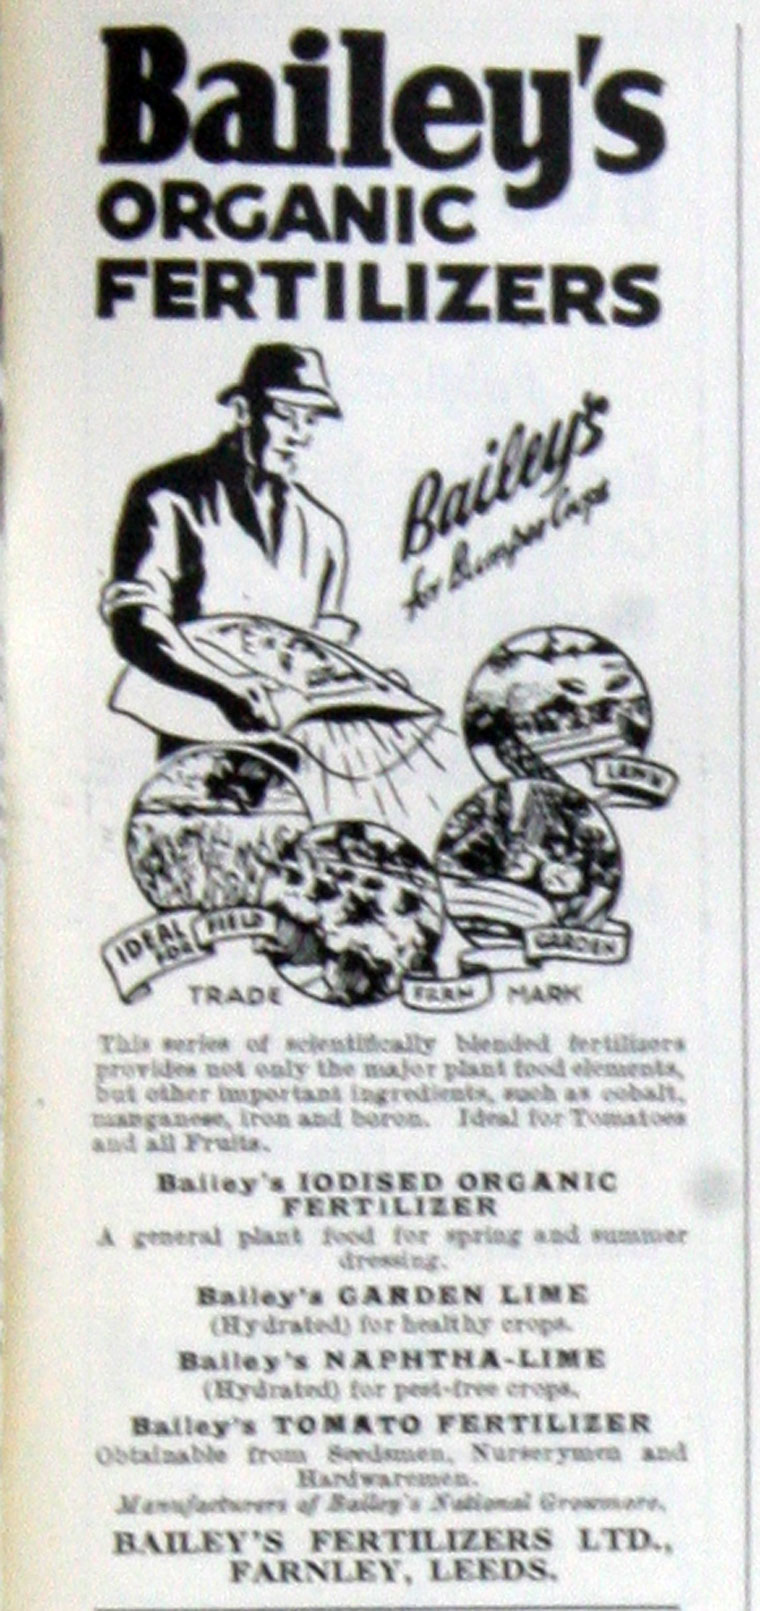 Bailey's
ORGANIC
FERTILIZERS
Bailey's
for Bumper Crops
LAWN
IDEAL
FOR
FIELD
GARDEN
TRADE
FARM
MARK
This series of scientifically blended fertilizers
provides not only the major plant food elements,
but other important ingredients, such as cobalt,
manganese, iron and boron. Ideal for Tomatoes
and all Fruits.
Bailey's IODISED ORGANIC
FERTILIZER
A general plant food for spring and summer
dressing.
Bailey's GARDEN LIME
(Hydrated) for healthy crops.
Bailey's NAPHTHA-LIME
(Hydrated) for pest-free crops.
Bailey's TOMATO FERTILIZER
Obtainable from Seedsmen, Nurserymen and
Hardwaremen.
Manufacturers of Bailey's National Growmore.
BAILEY'S FERTILIZERS LTD.,
FARNLEY, LEEDS.